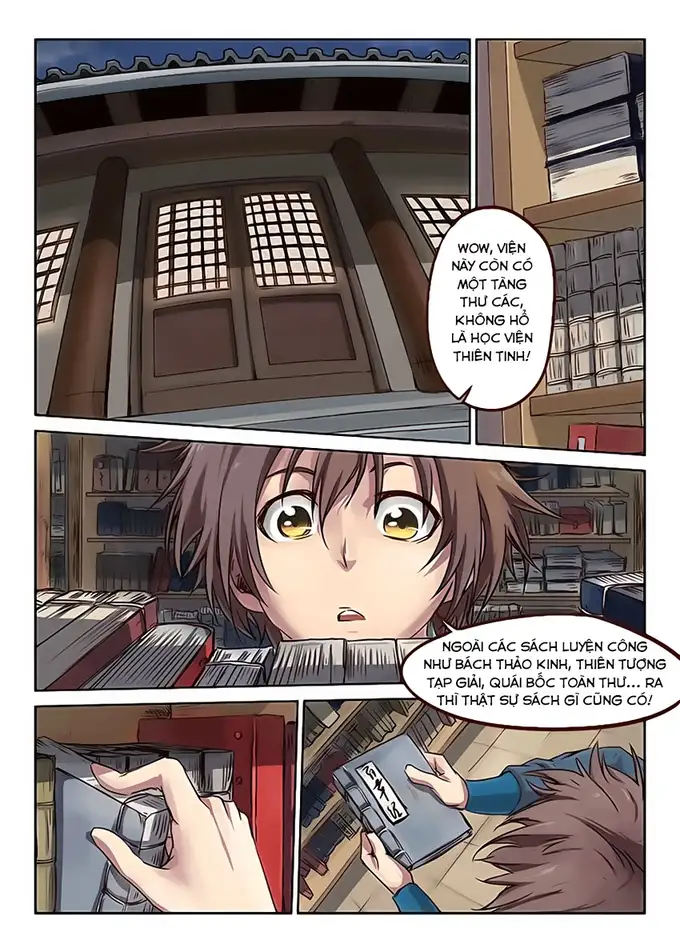 WOW, VIỆN
NÀY CÒN CÓ
MỘT TÀNG
THƯ CÁC,
KHÔNG HỔ
LÀ HỌC VIỆN
THIÊN TINH!
NGOÀI CÁC SÁCH LUYỆN CÔNG
NHƯ BÁCH THẢO KINH, THIÊN TƯỢNG
TẠP GIẢI, QUÁI BỐC TOÀN THƯ... RA
THÌ THẬT SỰ SÁCH GÌ CŨNG CÓ!